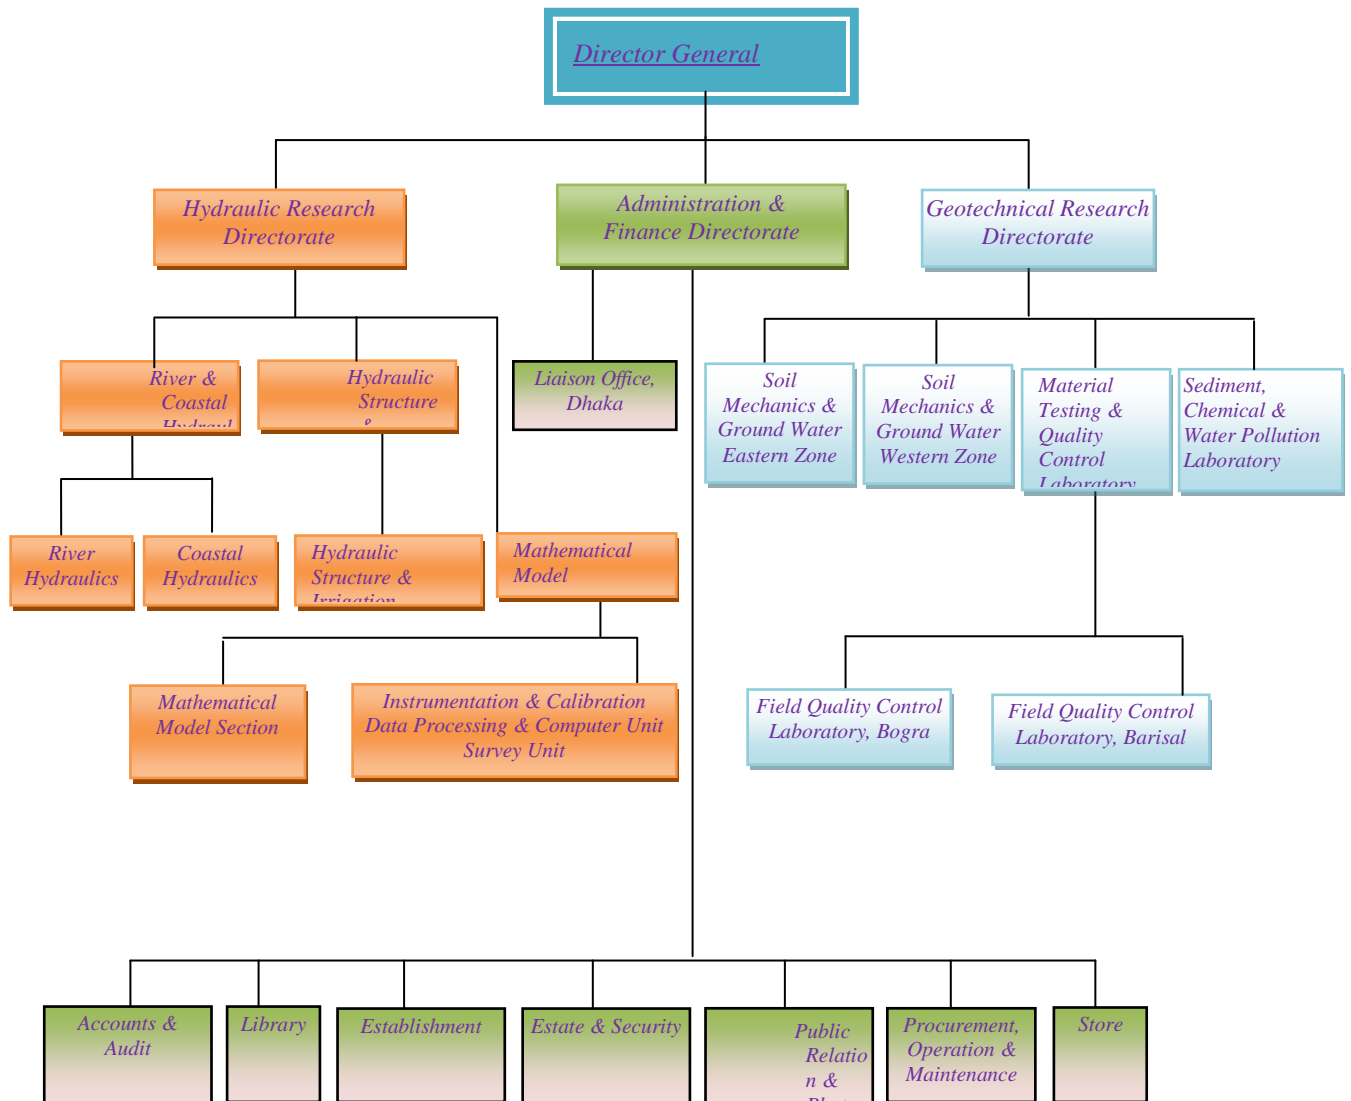 Director General
Hydraulic Research
Directorate
Administration &
Finance Directorate
Geotechnical Research
Directorate
River &
Coastal
Hydraul
Hydraulic
Structure
&
Liaison Office,
Dhaka
Soil
Mechanics &
Ground Water
Eastern Zone
Soil
Mechanics &
Ground Water
Western Zone
Material
Testing &
Quality
Control
Laboratory
Sediment,
Chemical &
Water Pollution
Laboratory
River
Hydraulics
Coastal
Hydraulics
Hydraulic
Structure &
Irrigation
Mathematical
Model
Mathematical
Model Section
Instrumentation & Calibration
Data Processing & Computer Unit
Survey Unit
Field Quality Control
Laboratory, Bogra
Field Quality Control
Laboratory, Barisal
Accounts &
Audit
Library
Establishment
Estate & Security
Public
Relatio
n &
Procurement,
Operation &
Maintenance
Store